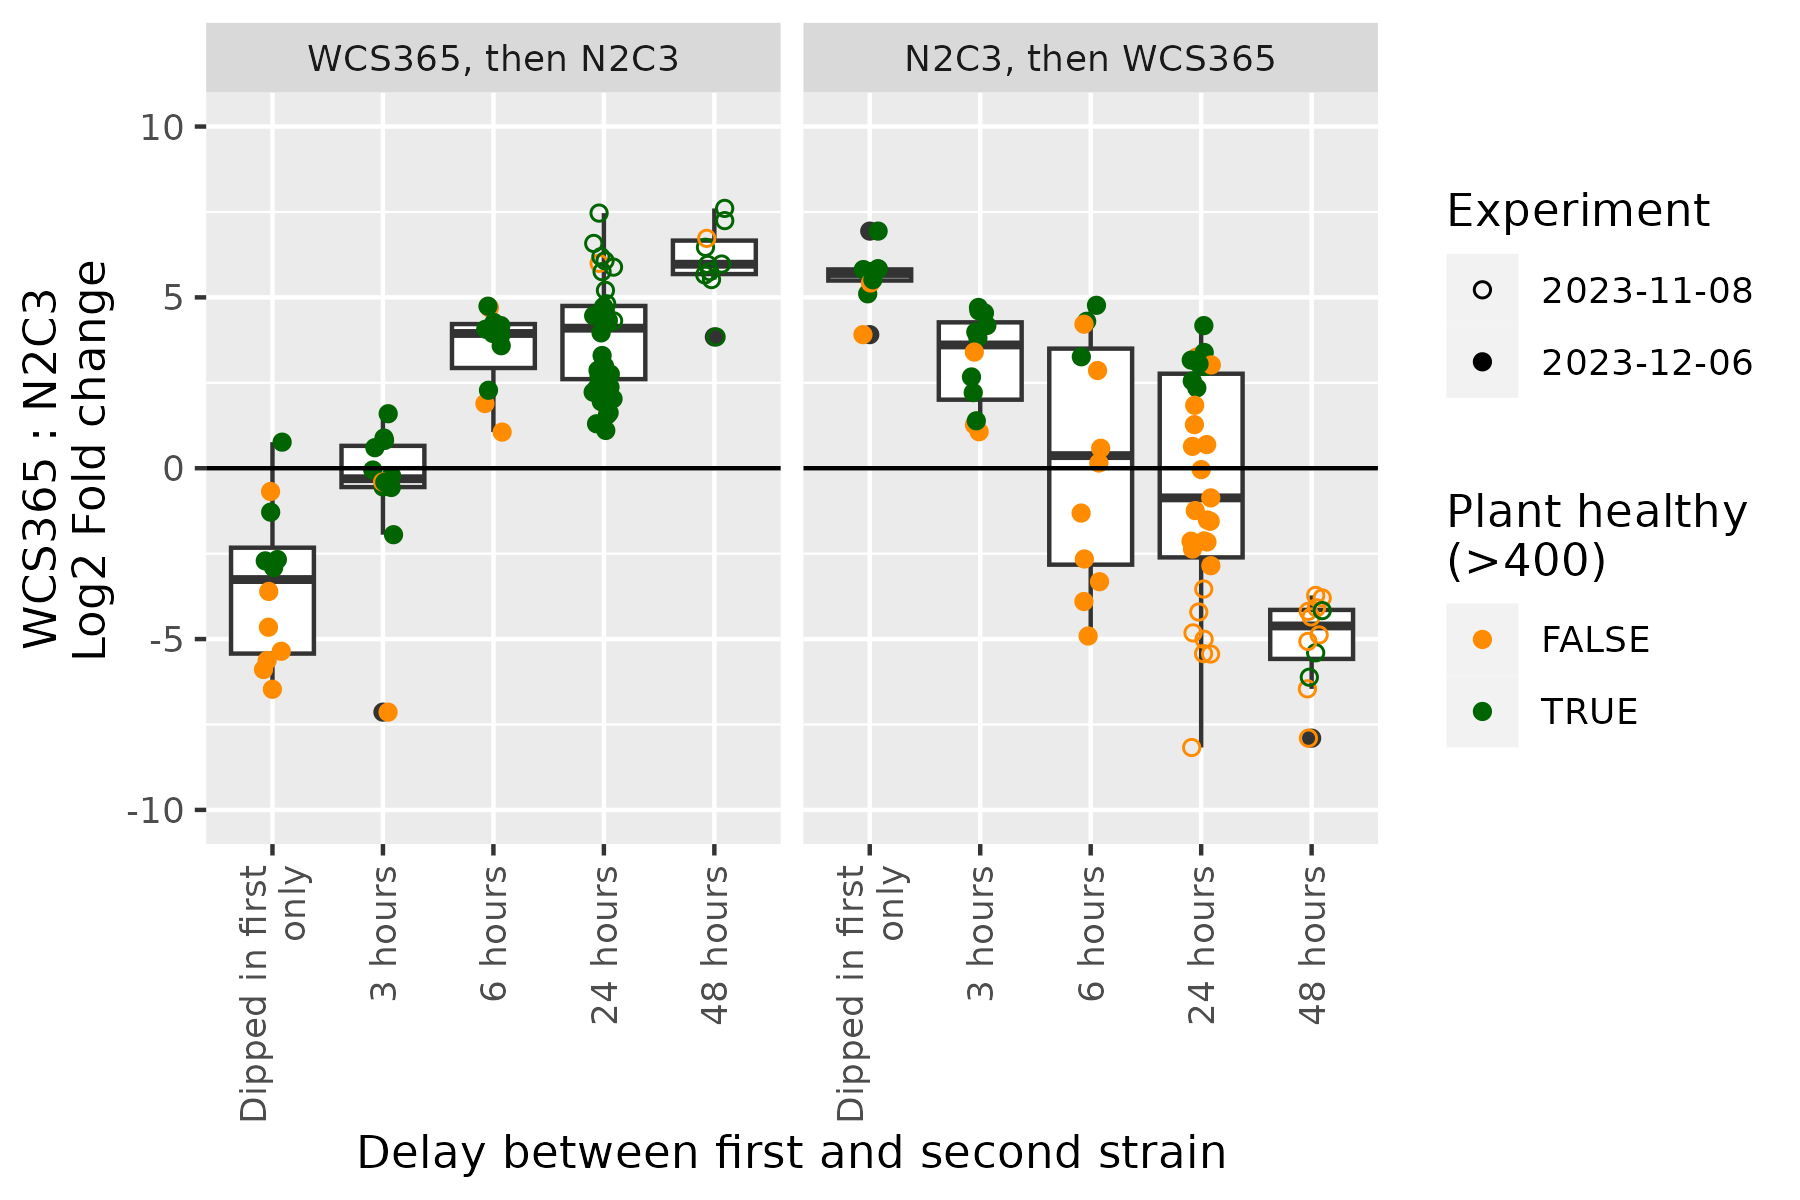 WCS365, then N2C3
N2C3, then WCS365
WCS365 : N2C3
Log2 Fold change
10
5
0
-5
-10
Dipped in first
only
3 hours
6 hours
24 hours
48 hours
Dipped in first
only
3 hours
6 hours
24 hours
48 hours
Delay between first and second strain
Experiment
2023-11-08
2023-12-06
Plant healthy
(>400)
FALSE
TRUE